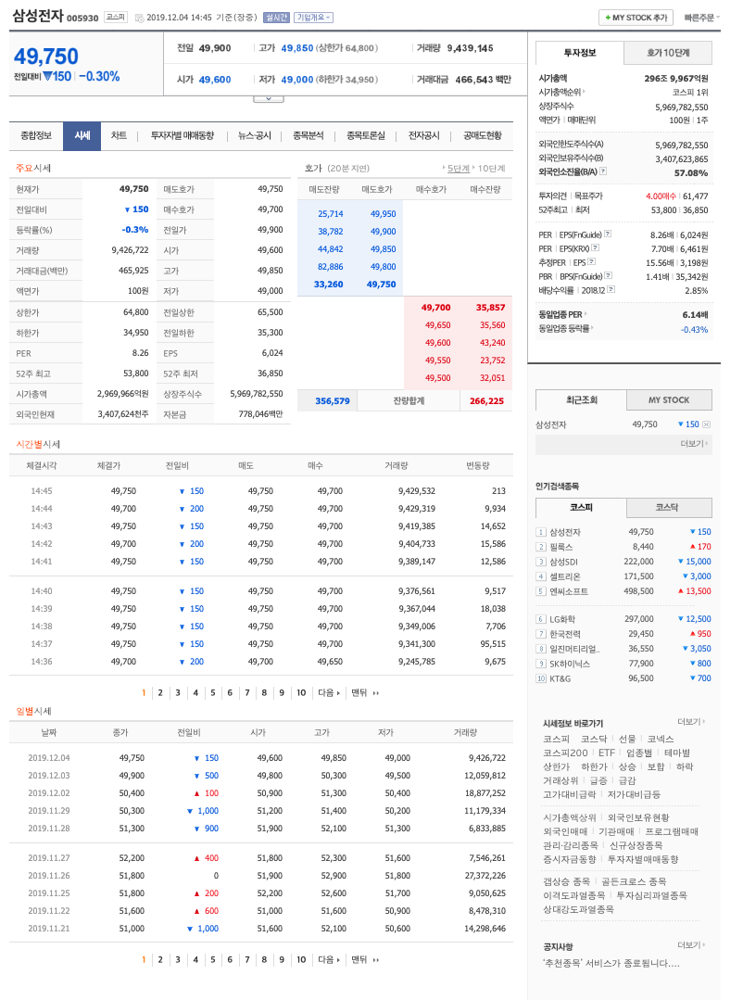 삼성전자 005930 코스피 2019.12.04 14:45 기준(장중) 실시간 기업개요 + MY STOCK 추가 빠른주문
49,750
전일대비 ▼150 -0.30%
전일 49,900 고가 49,850 (상한가 64,800) 거래량 9,439,145
시가 49,600 저가 49,000 (하한가 34,950) 거래대금 466,543 백만
종합정보 시세 차트 투자자별 매매동향 뉴스·공시 종목분석 종목토론실 전자공시 공매도현황
주요시세
현재가 49,750 매도호가 49,750
전일대비 ▼ 150 매수호가 49,700
등락률(%) -0.3% 전일가 49,900
거래량 9,426,722 시가 49,600
거래대금(백만) 465,925 고가 49,850
액면가 100원 저가 49,000
상한가 64,800 전일상한 65,500
하한가 34,950 전일하한 35,300
PER 8.26 EPS 6,024
52주 최고 53,800 52주 최저 36,850
시가총액 2,969,966억원 상장주식수 5,969,782,550
외국인현재 3,407,624천주 자본금 778,046백만
호가 (20분 지연) 5단계 10단계
매도잔량 매도호가 매수호가 매수잔량
25,714 49,950
38,782 49,900
44,842 49,850
82,886 49,800
33,260 49,750
49,700 35,857
49,650 35,560
49,600 43,240
49,550 23,752
49,500 32,051
356,579 잔량합계 266,225
시간별시세
체결시각 체결가 전일비 매도 매수 거래량 변동량
14:45 49,750 ▼ 150 49,750 49,700 9,429,532 213
14:44 49,700 ▼ 200 49,750 49,700 9,429,319 9,934
14:43 49,750 ▼ 150 49,750 49,700 9,419,385 14,652
14:42 49,700 ▼ 200 49,750 49,700 9,404,733 15,586
14:41 49,750 ▼ 150 49,750 49,700 9,389,147 12,586
14:40 49,750 ▼ 150 49,750 49,700 9,376,561 9,517
14:39 49,750 ▼ 150 49,750 49,700 9,367,044 18,038
14:38 49,750 ▼ 150 49,750 49,700 9,349,006 7,706
14:37 49,750 ▼ 150 49,750 49,700 9,341,300 95,515
14:36 49,700 ▼ 200 49,700 49,650 9,245,785 9,675
1 2 3 4 5 6 7 8 9 10 다음 맨뒤
일별시세
날짜 종가 전일비 시가 고가 저가 거래량
2019.12.04 49,750 ▼ 150 49,600 49,850 49,000 9,426,722
2019.12.03 49,900 ▼ 500 49,800 50,300 49,500 12,059,812
2019.12.02 50,400 ▲ 100 50,900 51,300 50,400 18,877,252
2019.11.29 50,300 ▼ 1,000 51,200 51,400 50,200 11,179,334
2019.11.28 51,300 ▼ 900 51,900 52,100 51,300 6,833,885
2019.11.27 52,200 ▲ 400 51,800 52,300 51,600 7,546,261
2019.11.26 51,800 0 51,900 52,900 51,800 27,372,226
2019.11.25 51,800 ▲ 200 52,200 52,600 51,700 9,050,625
2019.11.22 51,600 ▲ 600 51,000 51,600 50,900 8,478,310
2019.11.21 51,000 ▼ 1,000 51,600 52,100 50,600 14,298,646
1 2 3 4 5 6 7 8 9 10 다음 맨뒤
투자정보 호가 10단계
시가총액 296조 9,967억원
시가총액순위 코스피 1위
상장주식수 5,969,782,550
액면가 매매단위 100원 1주
외국인한도주식수(A) 5,969,782,550
외국인보유주식수(B) 3,407,623,865
외국인소진율(B/A) ? 57.08%
투자의견 목표주가 4.00매수 61,477
52주최고 최저 53,800 36,850
PER EPS(FnGuide) ? 8.26배 6,024원
PER EPS(KRX) ? 7.70배 6,461원
추정PER EPS ? 15.56배 3,198원
PBR BPS(FnGuide) ? 1.41배 35,342원
배당수익률 2018.12 ? 2.85%
동일업종 PER 6.14배
동일업종 등락률 -0.43%
최근조회 MY STOCK
삼성전자 49,750 ▼150
더보기
인기검색종목
코스피 코스닥
1 삼성전자 49,750 ▼150
2 필룩스 8,440 ▲170
3 삼성SDI 222,000 ▼15,000
4 셀트리온 171,500 ▼3,000
5 엔씨소프트 498,500 ▲13,500
6 LG화학 297,000 ▼12,500
7 한국전력 29,450 ▲950
8 일진머티리얼.. 36,550 ▼3,050
9 SK하이닉스 77,900 ▼800
10 KT&G 96,500 ▼700
시세정보 바로가기 더보기
코스피 코스닥 선물 코넥스
코스피200 ETF 업종별 테마별
상한가 하한가 상승 보합 하락
거래상위 급증 급감
고가대비급락 저가대비급등
시가총액상위 외국인보유현황
외국인매매 기관매매 프로그램매매
관리·감리종목 신규상장종목
증시자금동향 투자자별매매동향
갭상승 종목 골든크로스 종목
이격도과열종목 투자심리과열종목
상대강도과열종목
공지사항 더보기
'추천종목' 서비스가 종료됩니다....